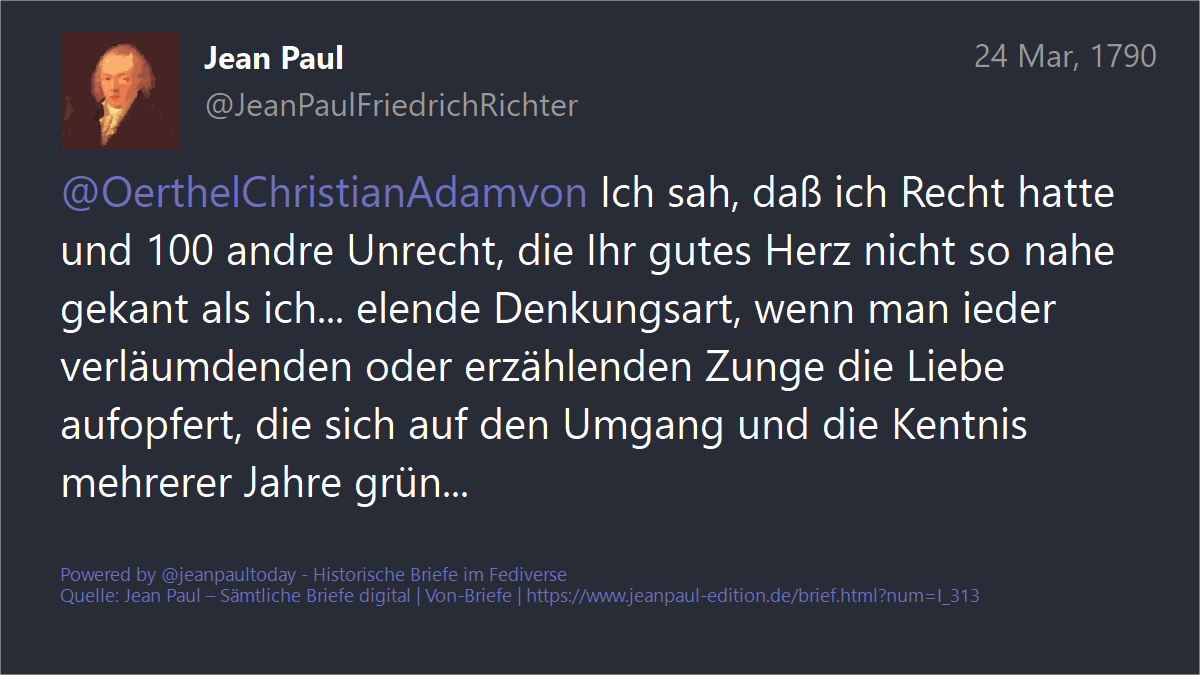 Jean Paul
24 Mar, 1790
@JeanPaulFriedrichRichter
@OerthelChristianAdamvon Ich sah, daß ich Recht hatte
und 100 andre Unrecht, die Ihr gutes Herz nicht so nahe
gekant als ich... elende Denkungsart, wenn man ieder
verläumdenden oder erzählenden Zunge die Liebe
aufopfert, die sich auf den Umgang und die Kentnis
mehrerer Jahre grün...
Powered by @jeanpaultoday - Historische Briefe im Fediverse
Quelle: Jean Paul – Sämtliche Briefe digital | Von-Briefe | https://www.jeanpaul-edition.de/brief.html?num=I_313